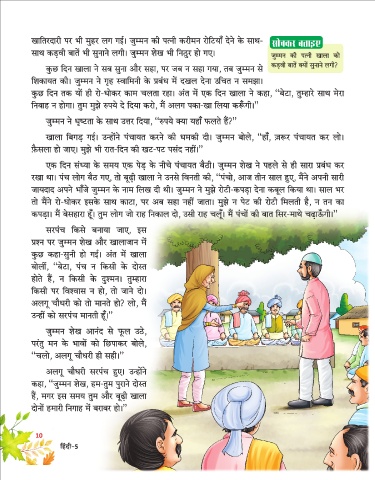 खातिरदारी पर भी मुहर लग गई। जुम्मन की पत्नी करीमन रोटियाँ देने के साथ-
साथ कड़वी बातें भी सुनाने लगी। जुम्मन शेख भी निठुर हो गए।
सोचकर बताइए
जुम्मन की पत्नी खाला को
कड़वी बातें क्यों सुनाने लगी?
कुछ दिन खाला ने सब सुना और सहा, पर जब न सहा गया, तब जुम्मन से
शिकायत की। जुम्मन ने गृह स्वामिनी के प्रबंध में दखल देना उचित न समझा।
कुछ दिन तक यों ही रो-धोकर काम चलता रहा। अंत में एक दिन खाला ने कहा, ‘‘बेटा, तुम्हारे साथ मेरा
निबाह न होगा। तुम मुझे रुपये दे दिया करो, मैं अलग पका-खा लिया करूँगी।’’
जुम्मन ने धृष्टता के साथ उत्तर दिया, ‘‘रुपये क्या यहाँ फलते हैं?’’
खाला बिगड़ गईं। उन्होंने पंचायत करने की धमकी दी। जुम्मन बोले, ‘‘हाँ, ज़रूर पंचायत कर लो।
फ़ैसला हो जाए। मुझे भी रात-दिन की खट-पट पसंद नहीं।’’
एक दिन संध्या के समय एक पेड़ के नीचे पंचायत बैठी। जुम्मन शेख ने पहले से ही सारा प्रबंध कर
रखा था। पंच लोग बैठ गए, तो बूढ़ी खाला ने उनसे विनती की, ‘‘पंचो, आज तीन साल हुए, मैंने अपनी सारी
जायदाद अपने भाँजे जुम्मन के नाम लिख दी थी। जुम्मन ने मुझे रोटी-कपड़ा देना कबूल किया था। साल भर
तो मैंने रो-धोकर इसके साथ काटा, पर अब सहा नहीं जाता। मुझे न पेट की रोटी मिलती है, न तन का
कपड़ा। मैं बेसहारा हूँ। तुम लोग जो राह निकाल दो, उसी राह चलूँ। मैं पंचों की बात सिर-माथे चढ़ाऊँगी।’’
सरपंच किसे बनाया जाए, इस
प्रश्न पर जुम्मन शेख और खालाजान में
कुछ कहा-सुनी हो गई। अंत में खाला
बोलीं, ‘‘बेटा, पंच न किसी के दोस्त
होते हैं, न किसी के दुश्मन। तुम्हारा
किसी पर विश्वास न हो, तो जाने दो।
अलगू चौधरी को तो मानते हो? लो, मैं
उन्हीं को सरपंच मानती हूँ।’’
जुम्मन शेख आनंद से फूल उठे,
परंतु मन के भावों को छिपाकर बोले,
‘‘चलो, अलगू चौधरी ही सही।’’
अलगू चौधरी सरपंच हुए। उन्होंने
कहा, ‘‘जुम्मन शेख, हम-तुम पुराने दोस्त
हैं, मगर इस समय तुम और बूढ़ी खाला
दोनों हमारी निगाह में बराबर हो।’’
10
हिंदी-5